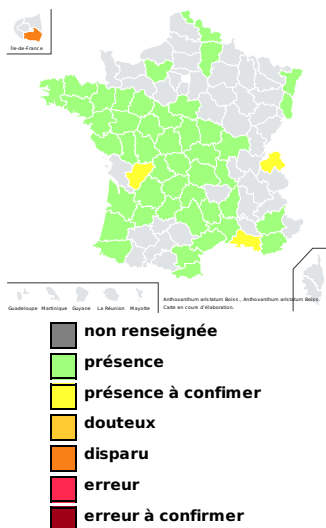 Île-de-France
Guadeloupe Martinique Guyane La Réunion Mayotte
Anthoxanthum aristatum Boiss., Anthoxanthum aristatum Boiss.
Carte en cours d'élaboration.
non renseignée
présence
présence à confimer
douteux
disparu
erreur
erreur à confirmer